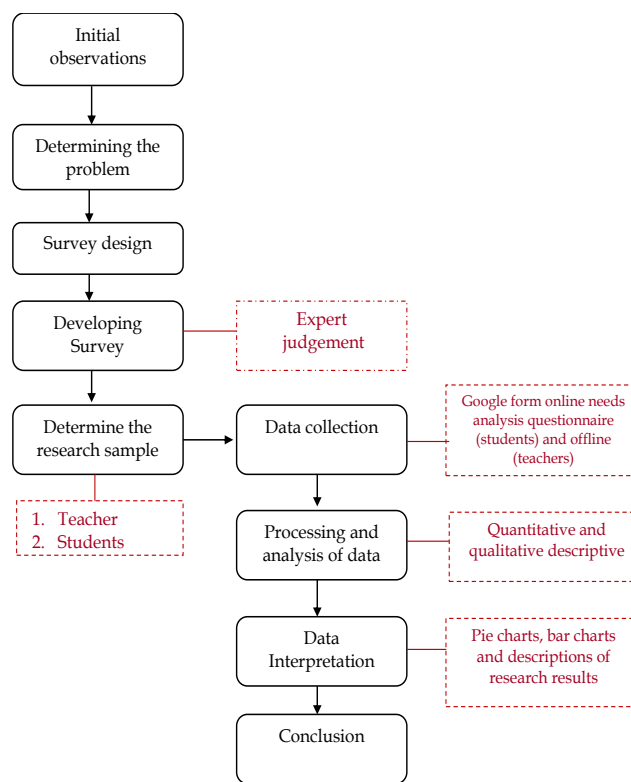 Initial
observations
Determining the
problem
Survey design
Developing
Survey
Expert
judgement
Determine the
research sample
Data collection
Google form online needs
analysis questionnaire
(students) and offline
(teachers)
1. Teacher
2. Students
Processing and
analysis of data
Quantitative and
qualitative descriptive
Data
Interpretation
Pie charts, bar charts
and descriptions of
research results
Conclusion